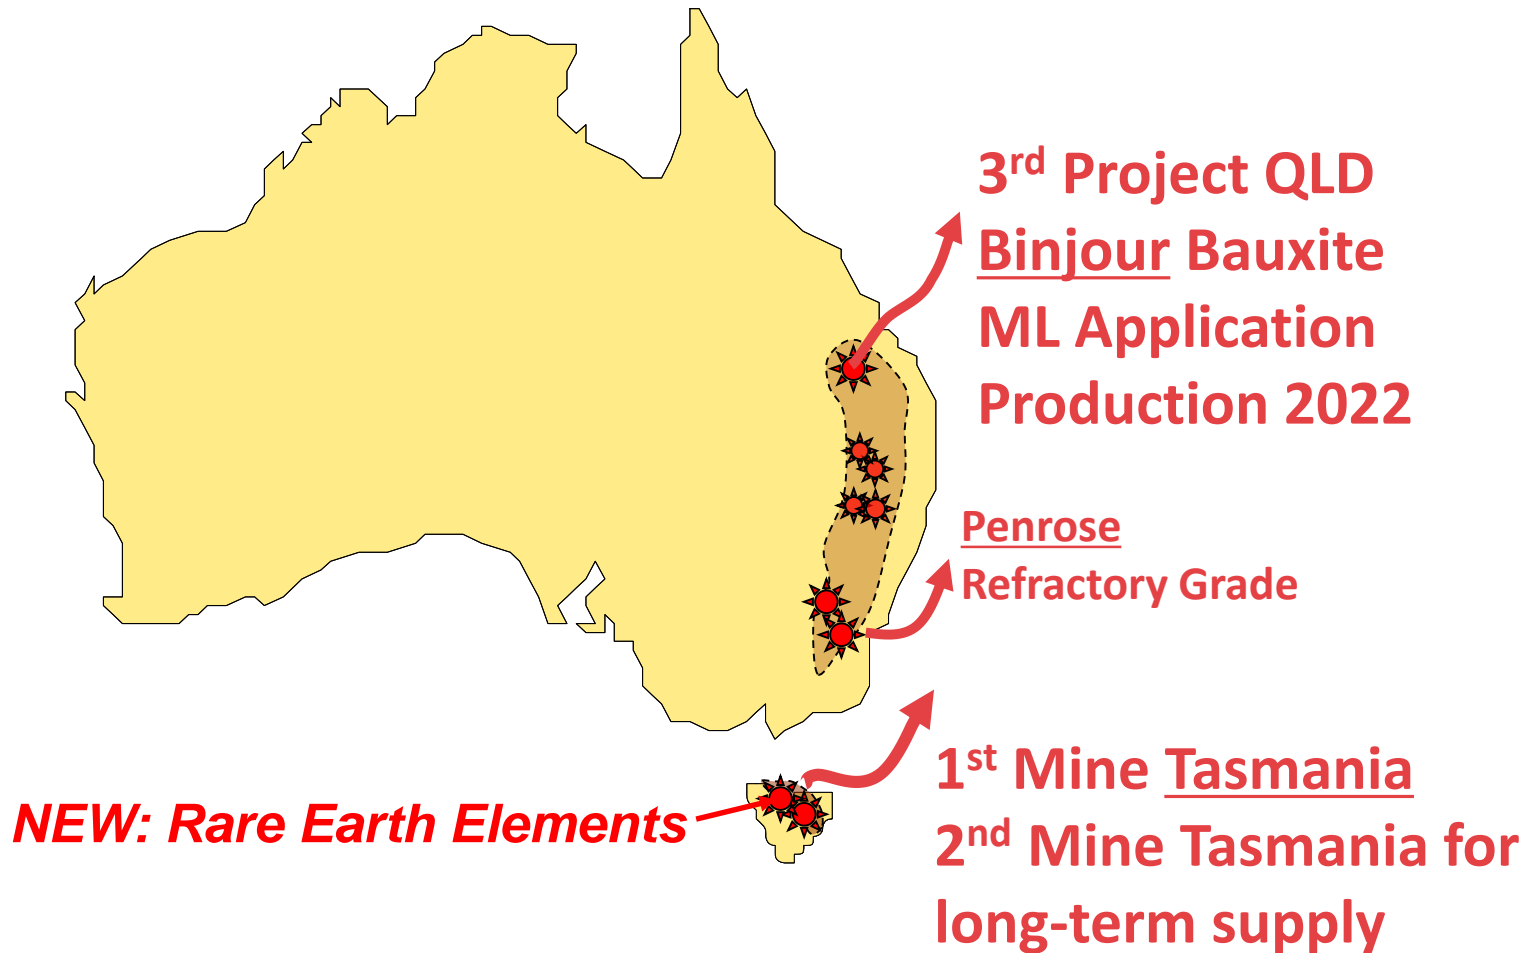 3rd Project QLD
Binjour Bauxite
ML Application
Production 2022
Penrose
Refractory Grade
1st Mine Tasmania
2nd Mine Tasmania for
long-term supply
NEW: Rare Earth Elements